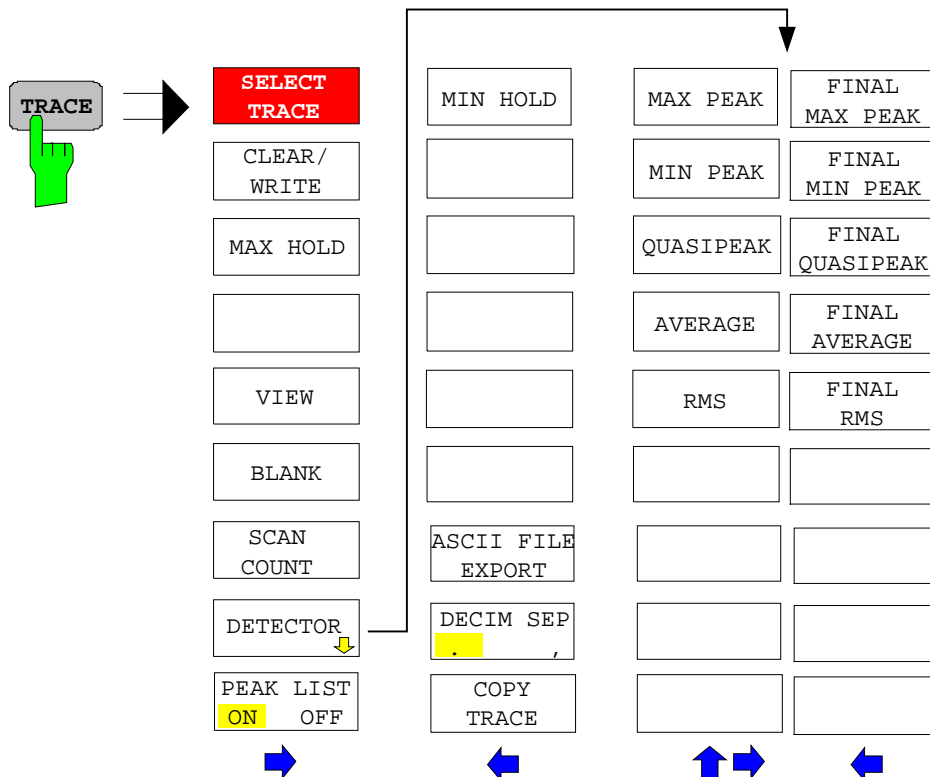 TRACE
SELECT
TRACE
CLEAR/
WRITE
MAX HOLD
VIEW
BLANK
SCAN
COUNT
DETECTOR
PEAK LIST
ON OFF
MIN HOLD
ASCII FILE
EXPORT
DECIM SEP
. ,
COPY
TRACE
MAX PEAK
MIN PEAK
QUASIPEAK
AVERAGE
RMS
FINAL
MAX PEAK
FINAL
MIN PEAK
FINAL
QUASIPEAK
FINAL
AVERAGE
FINAL
RMS